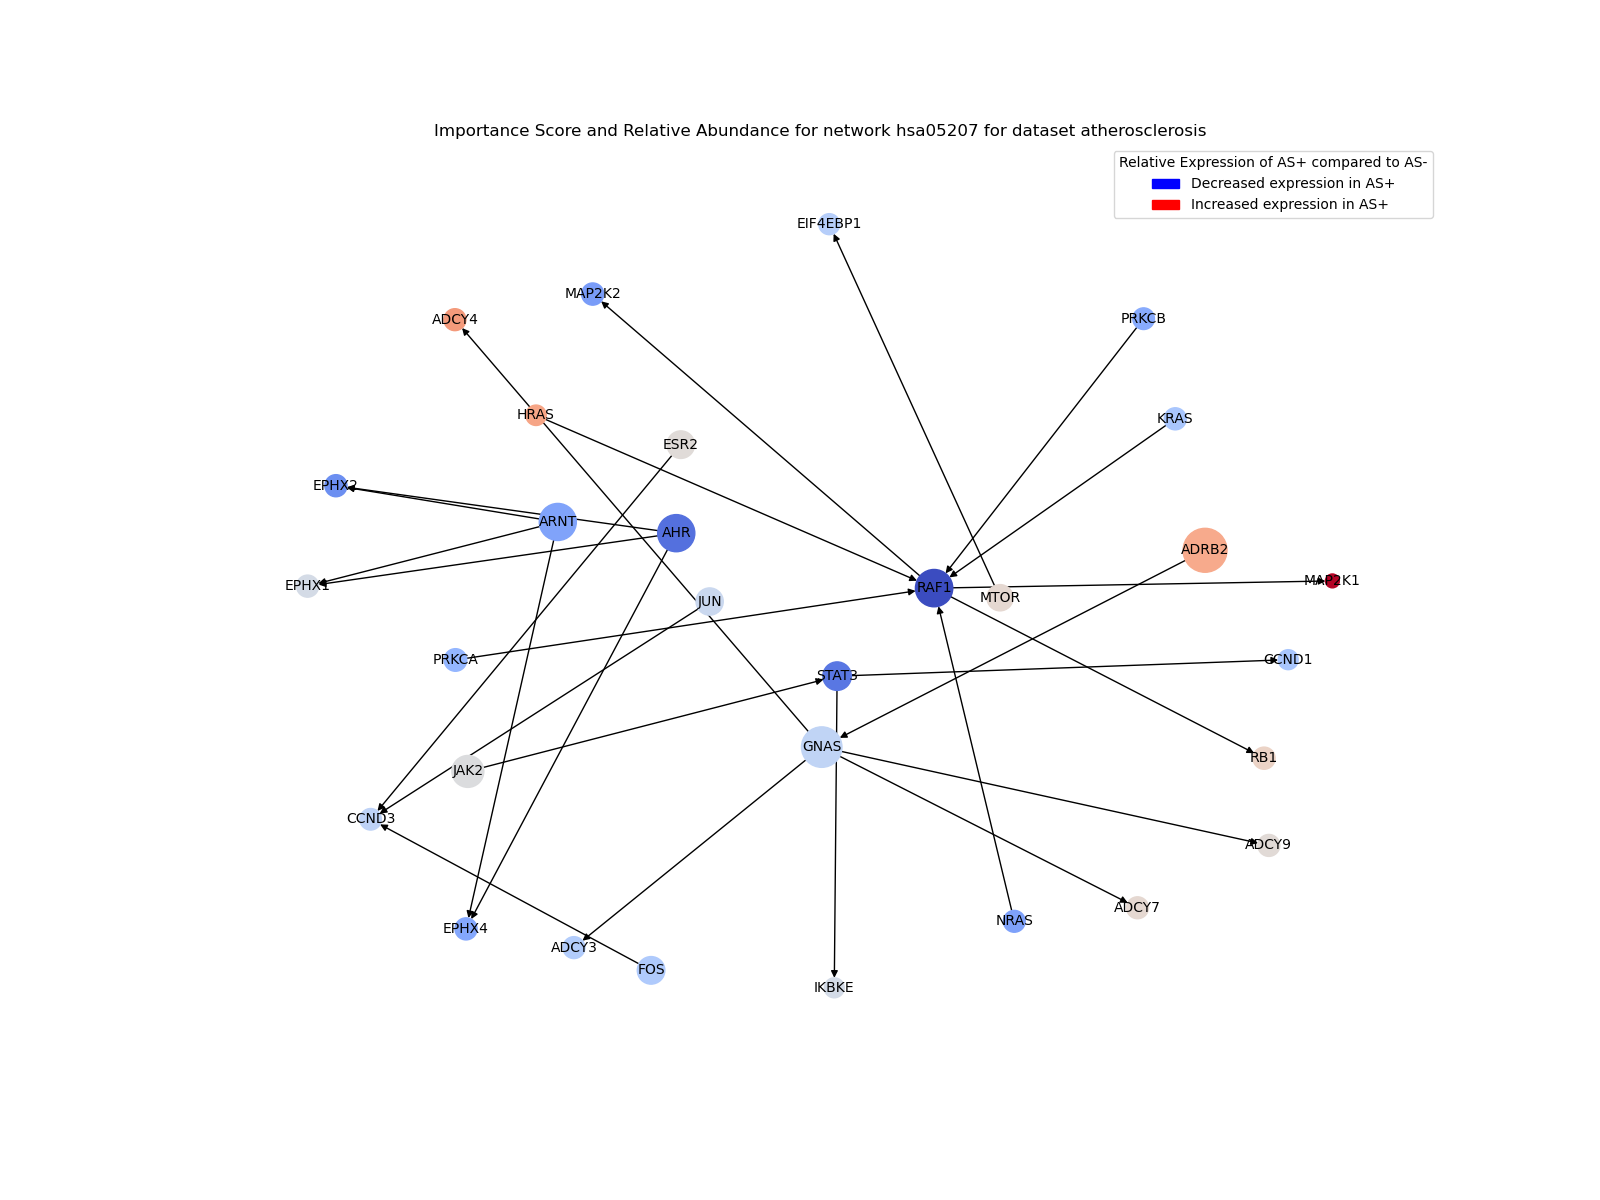 Importance Score and Relative Abundance for network hsa05207 for dataset atherosclerosis
Relative Expression of AS+ compared to AS-
Decreased expression in AS+
Increased expression in AS+
EIF4EBP1
MAP2K2
ADCY4
PRKCB
HRAS
KRAS
ESR2
EPHX2
ARNT
AHR
ADRB2
EPHX1
RAF1
MTOR
MAP2K1
JUN
PRKCA
CCND1
STAT3
GNAS
RB1
JAK2
CCND3
ADCY9
ADCY7
NRAS
EPHX4
ADCY3
FOS
IKBKE